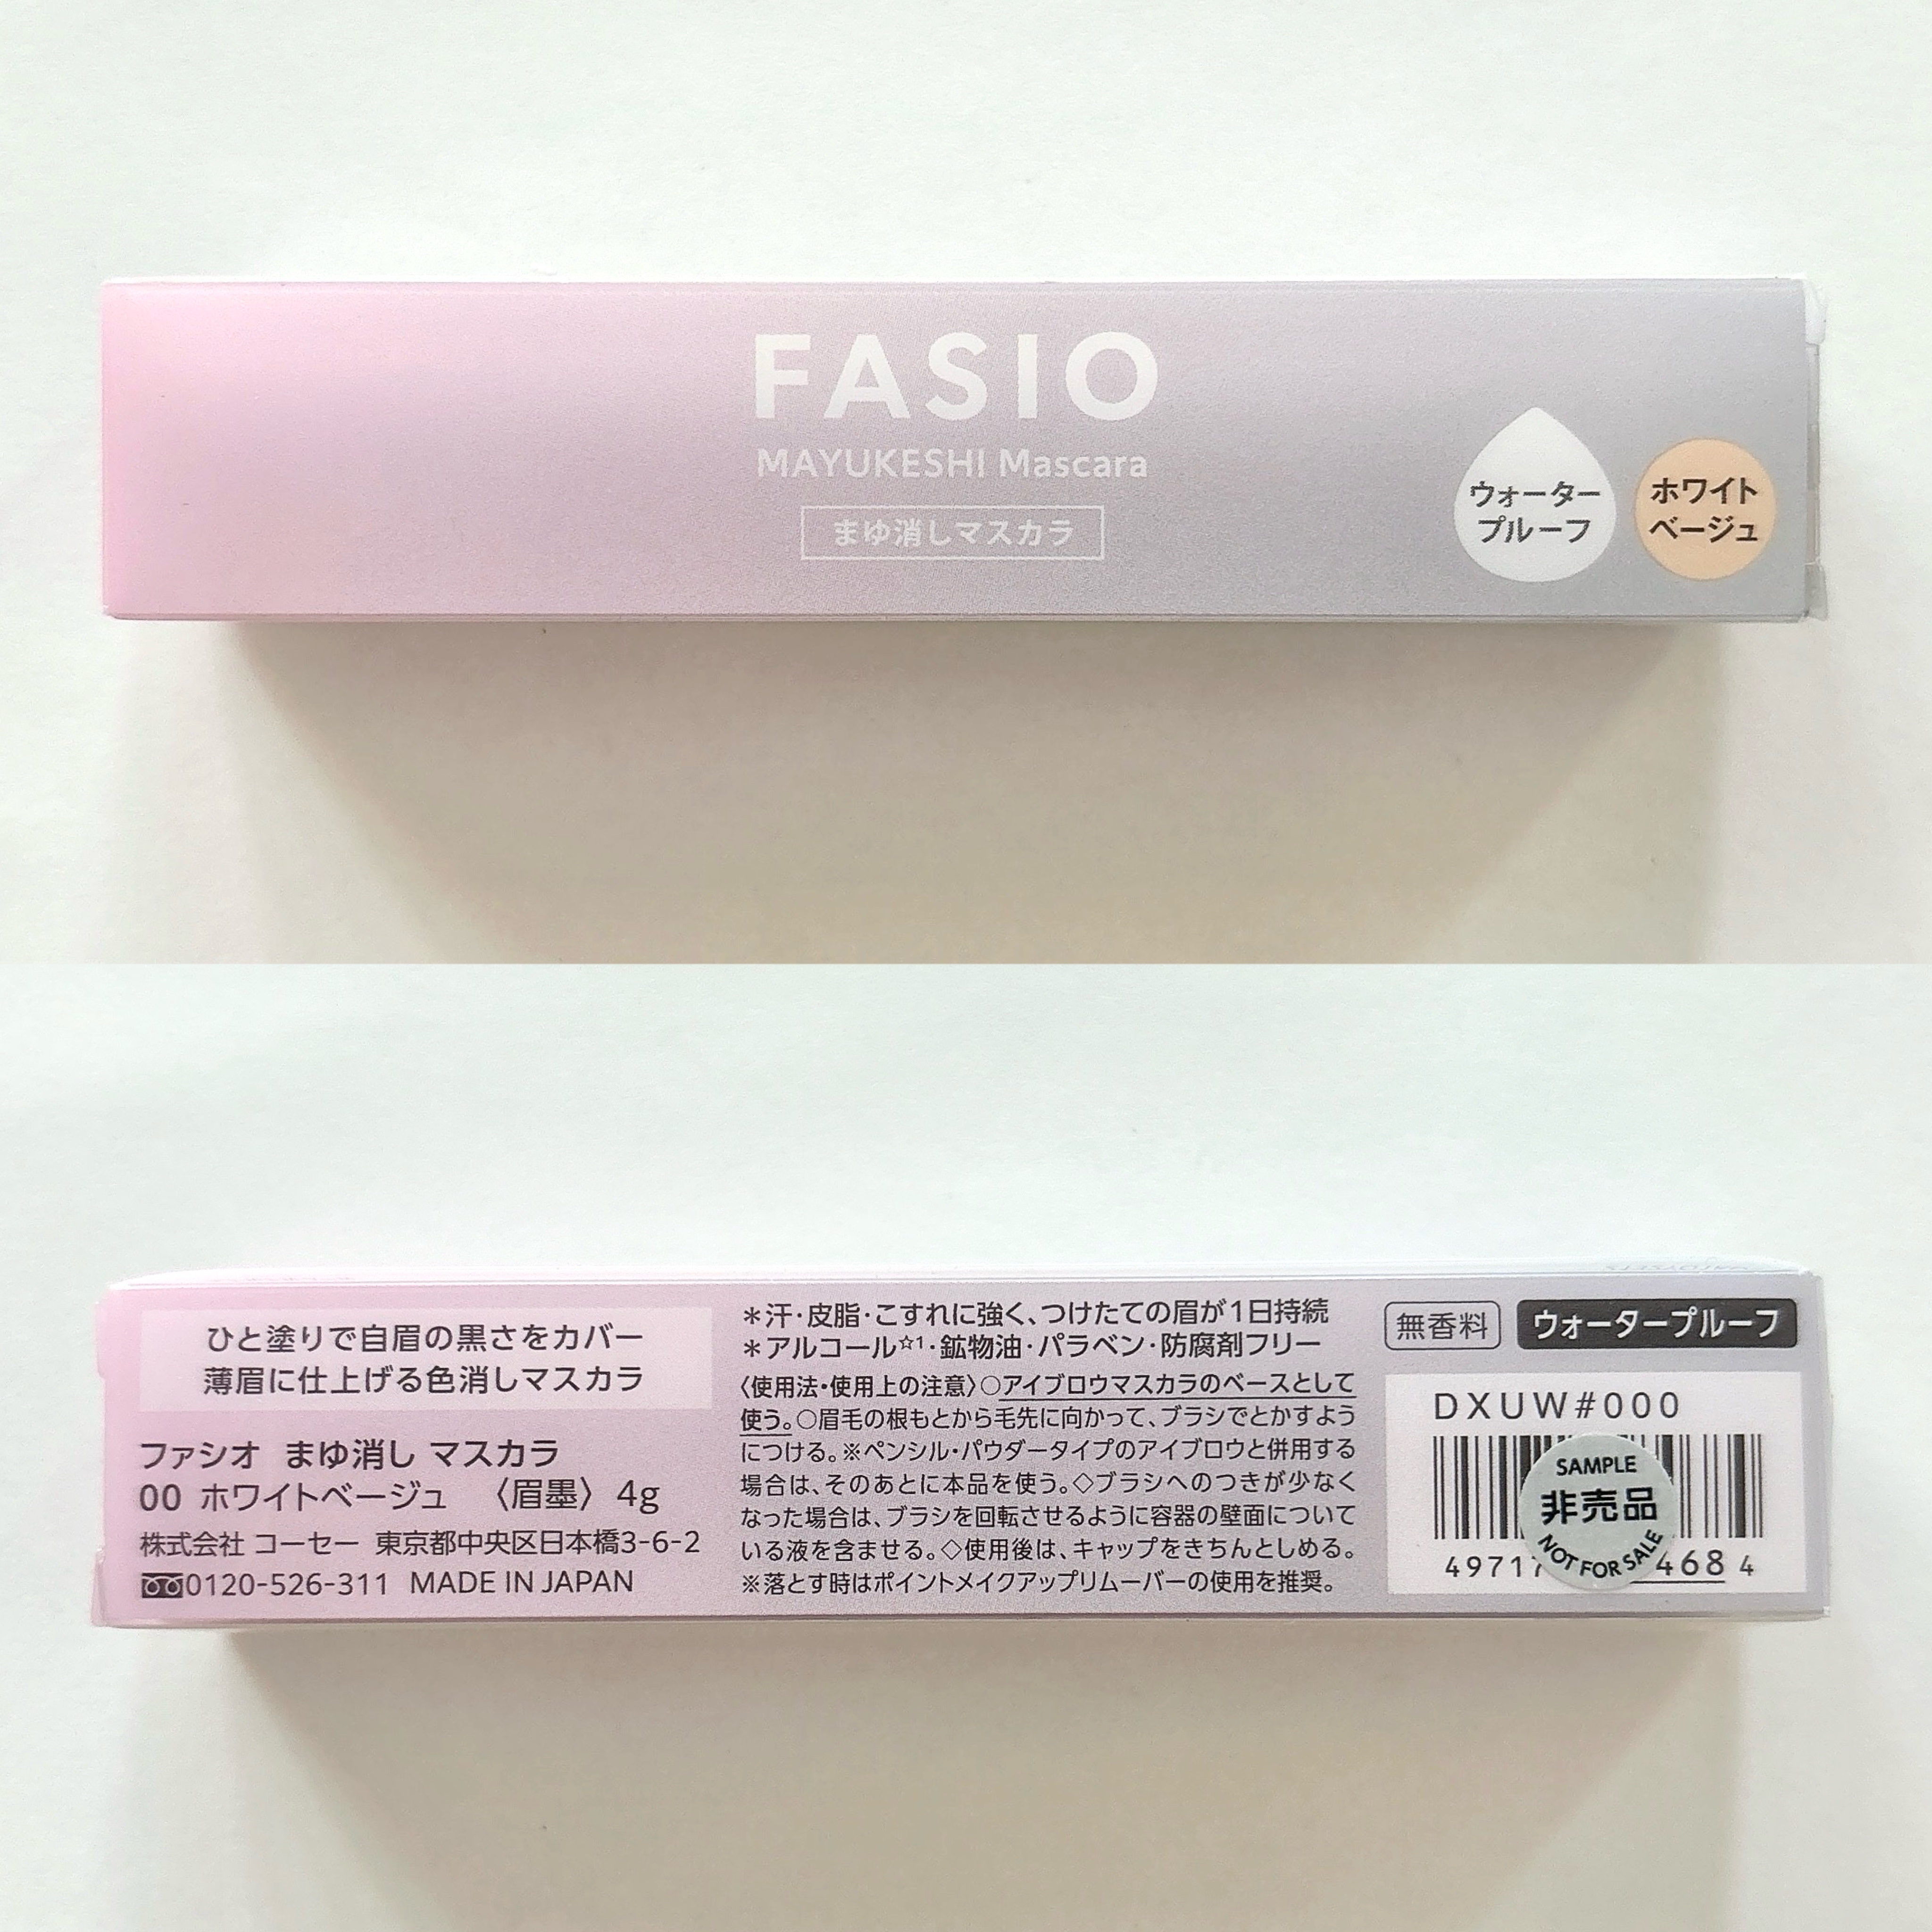 FASIO
MAYUKESHI Mascara
まゆ消しマスカラ
ウォーター
プルーフ
ホワイト
ベージュ
ひと塗りで自眉の黒さをカバー
薄眉に仕上げる色消しマスカラ
ファシオ まゆ消し マスカラ
00 ホワイトベージュ 〈眉墨〉 4g
株式会社 コーセー 東京都中央区日本橋3-6-2
0120-526-311 MADE IN JAPAN
＊汗・皮脂・こすれに強く、つけたての眉が1日持続
＊アルコール☆1・鉱物油・パラベン・防腐剤フリー
〈使用法・使用上の注意〉○アイブロウマスカラのベースとして
使う。○眉毛の根もとから毛先に向かって、ブラシでとかすよう
につける。※ペンシル・パウダータイプのアイブロウと併用する
場合は、そのあとに本品を使う。◇ブラシへのつきが少なく
なった場合は、ブラシを回転させるように容器の壁面について
いる液を含ませる。◇使用後は、キャップをきちんとしめる。
※落とす時はポイントメイクアップリムーバーの使用を推奨。
無香料
ウォータープルーフ
DXUW#000
SAMPLE
非売品
NOT FOR SALE
4971 468 4